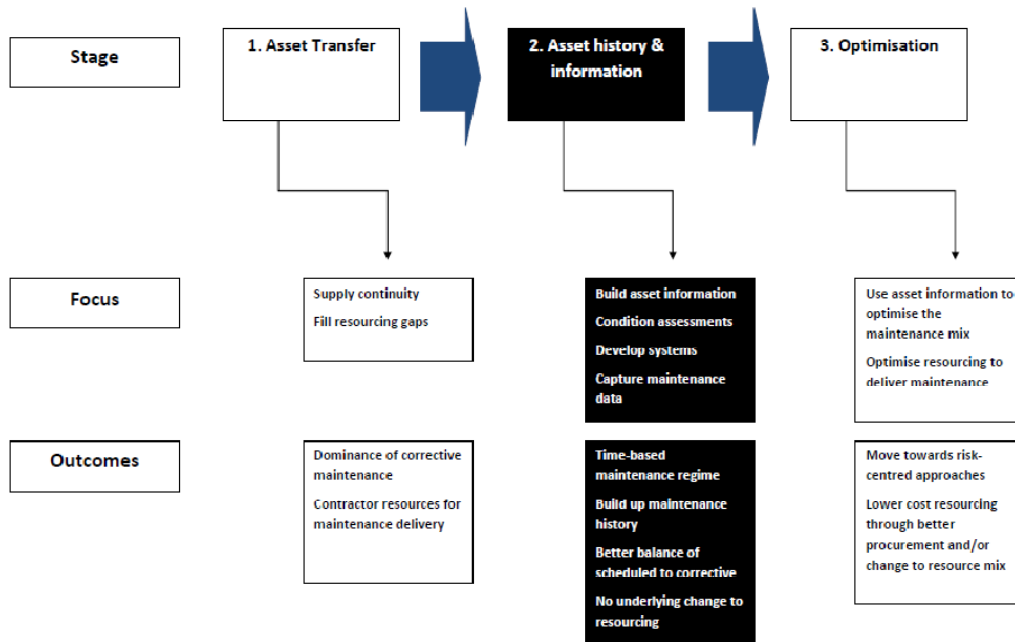 Stage
1. Asset Transfer
2. Asset history &
information
3. Optimisation
Focus
Supply continuity
Fill resourcing gaps
Build asset information
Condition assessments
Develop systems
Capture maintenance
data
Use asset information to
optimise the
maintenance mix
Optimise resourcing to
deliver maintenance
Outcomes
Dominance of corrective
maintenance
Contractor resources for
maintenance delivery
Time-based
maintenance regime
Build up maintenance
history
Better balance of
scheduled to corrective
No underlying change to
resourcing
Move towards risk-
centred approaches
Lower cost resourcing
through better
procurement and/or
change to resource mix